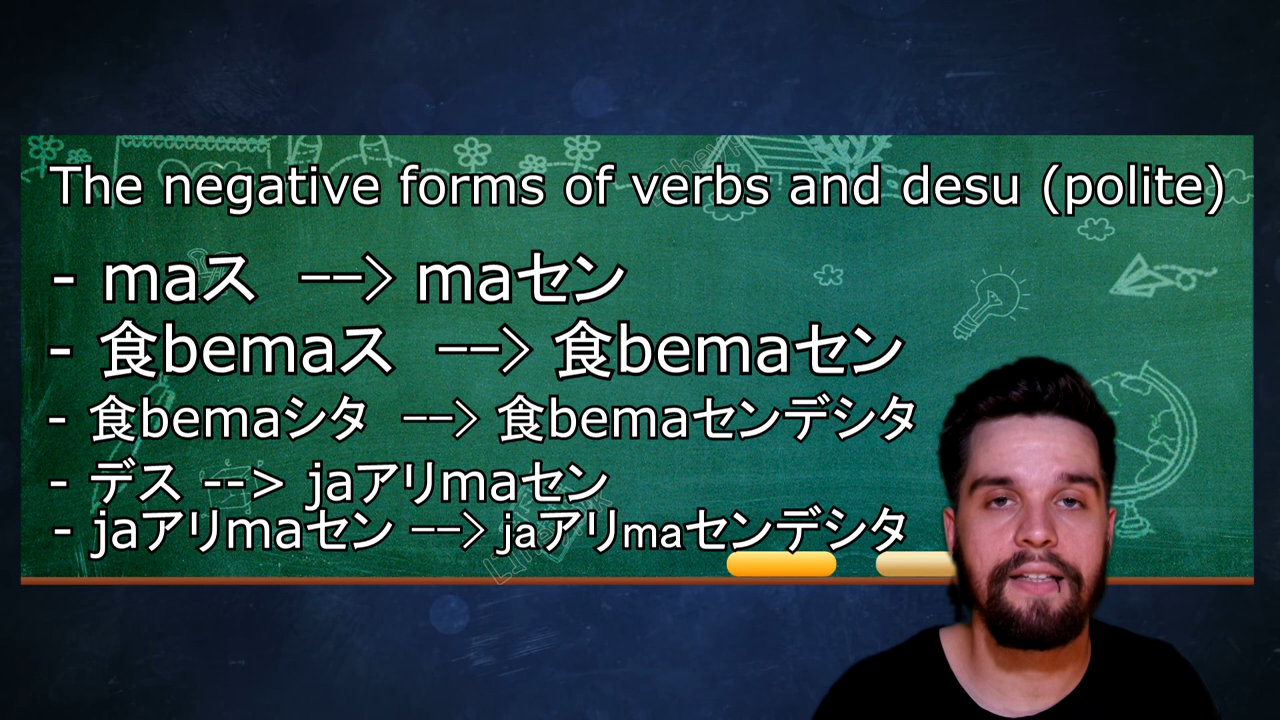 The negative forms of verbs and desu (polite)
- maス --> maセン
- 食bemaス --> 食bemaセン
- 食bemaシタ --> 食bemaセンデシタ
- デス --> jaアリmaセン
- jaアリmaセン --> jaアリmaセンデシタ